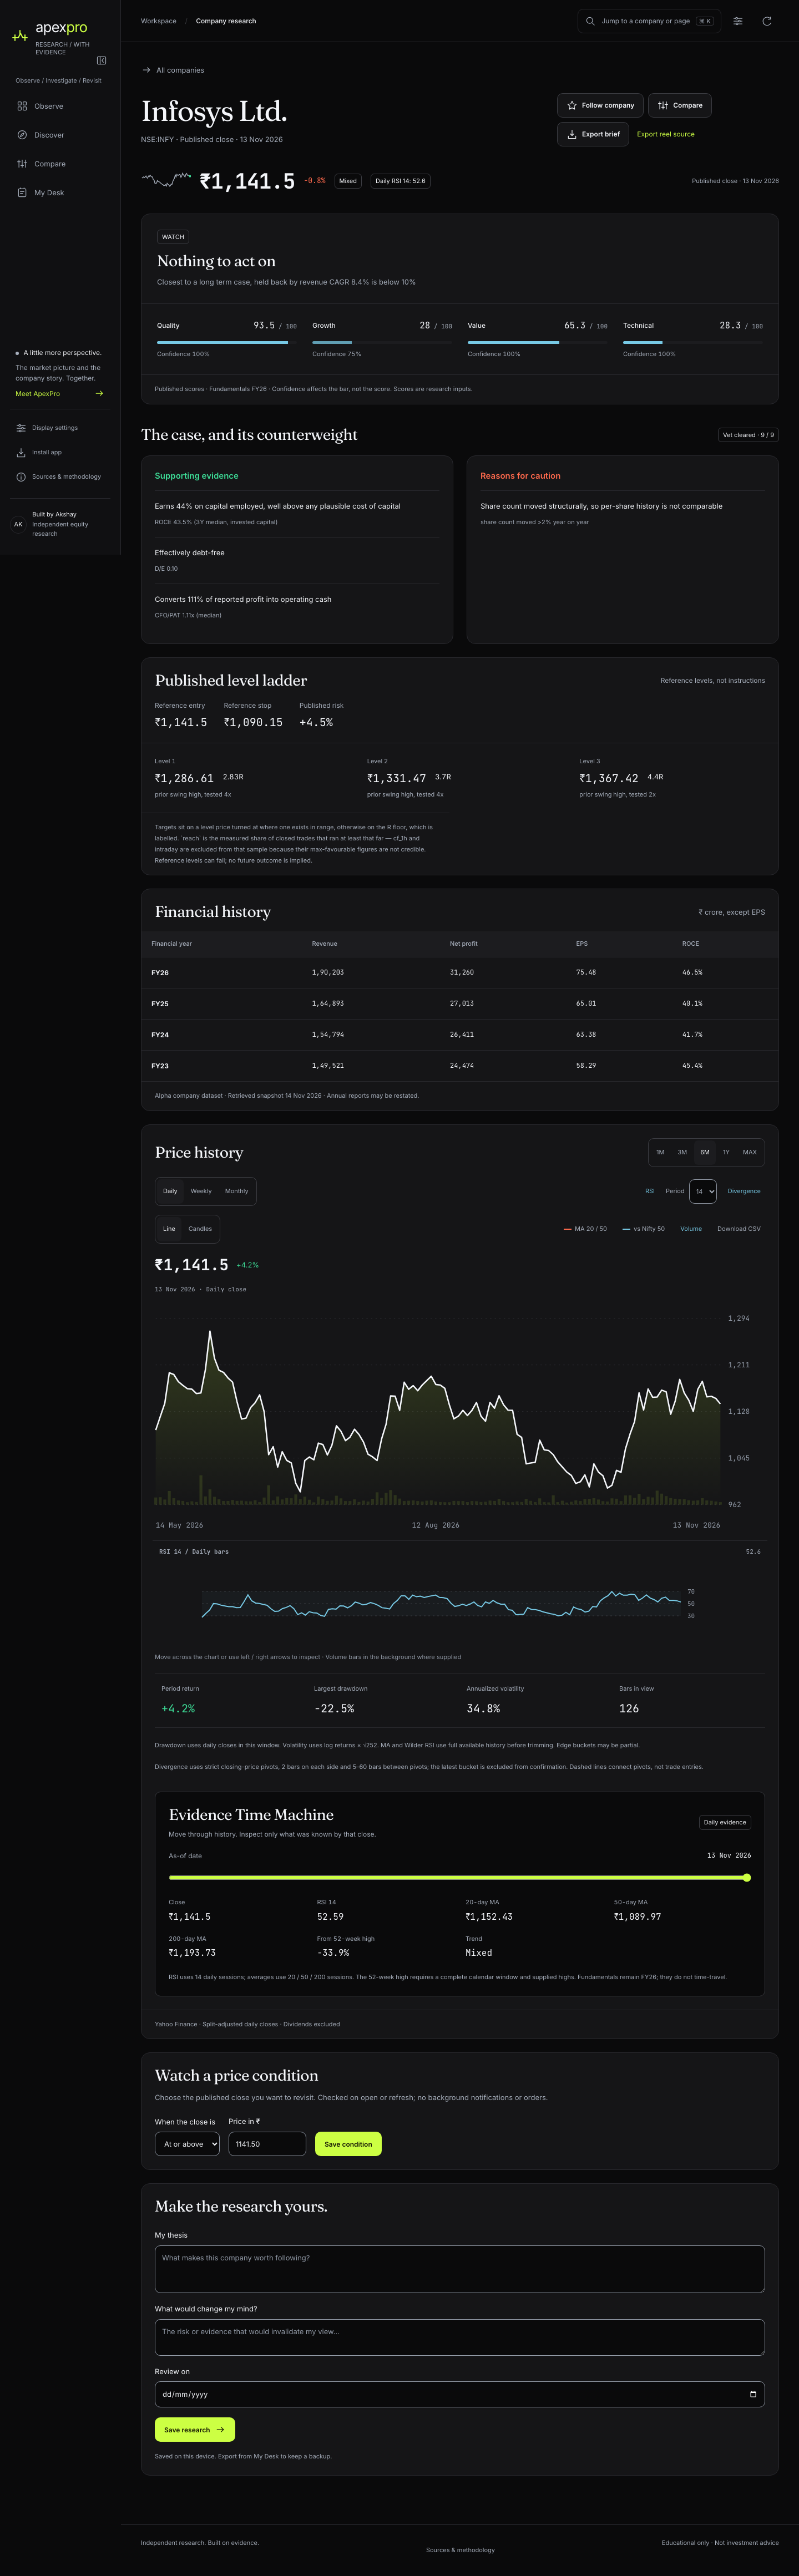 apexpro
RESEARCH / WITH
EVIDENCE
Observe / Investigate / Revisit
Observe
Discover
Compare
My Desk
A little more perspective.
The market picture and the
company story. Together.
Meet ApexPro
Display settings
Install app
Sources & methodology
AK
Built by Akshay
Independent equity
research
Workspace / Company research
Jump to a company or page ⌘ K
All companies
Infosys Ltd.
NSE:INFY · Published close · 13 Nov 2026
Follow company
Compare
Export brief
Export reel source
₹1,141.5 -0.8% Mixed Daily RSI 14: 52.6
Published close · 13 Nov 2026
WATCH
Nothing to act on
Closest to a long term case, held back by revenue CAGR 8.4% is below 10%
Quality 93.5 / 100
Confidence 100%
Growth 28 / 100
Confidence 75%
Value 65.3 / 100
Confidence 100%
Technical 28.3 / 100
Confidence 100%
Published scores · Fundamentals FY26 · Confidence affects the bar, not the score. Scores are research inputs.
The case, and its counterweight
Vet cleared · 9 / 9
Supporting evidence
Earns 44% on capital employed, well above any plausible cost of capital
ROCE 43.5% (3Y median, invested capital)
Effectively debt-free
D/E 0.10
Converts 111% of reported profit into operating cash
CFO/PAT 1.11x (median)
Reasons for caution
Share count moved structurally, so per-share history is not comparable
share count moved >2% year on year
Published level ladder
Reference levels, not instructions
Reference entry Reference stop Published risk
₹1,141.5 ₹1,090.15 +4.5%
Level 1
₹1,286.61 2.83R
prior swing high, tested 4x
Level 2
₹1,331.47 3.7R
prior swing high, tested 4x
Level 3
₹1,367.42 4.4R
prior swing high, tested 2x
Targets sit on a level price turned at where one exists in range, otherwise on the R floor, which is
labelled. `reach` is the measured share of closed trades that ran at least that far — cf_1h and
intraday are excluded from that sample because their max-favourable figures are not credible.
Reference levels can fail; no future outcome is implied.
Financial history
₹ crore, except EPS
Financial year Revenue Net profit EPS ROCE
FY26 1,90,203 31,260 75.48 46.5%
FY25 1,64,893 27,013 65.01 40.1%
FY24 1,54,794 26,411 63.38 41.7%
FY23 1,49,521 24,474 58.29 45.4%
Alpha company dataset · Retrieved snapshot 14 Nov 2026 · Annual reports may be restated.
Price history
1M 3M 6M 1Y MAX
Daily Weekly Monthly
RSI Period 14 Divergence
Line Candles
MA 20 / 50 vs Nifty 50 Volume Download CSV
₹1,141.5 +4.2%
13 Nov 2026 · Daily close
1,294
1,211
1,128
1,045
962
14 May 2026 12 Aug 2026 13 Nov 2026
RSI 14 / Daily bars 52.6
70
50
30
Move across the chart or use left / right arrows to inspect · Volume bars in the background where supplied
Period return Largest drawdown Annualized volatility Bars in view
+4.2% -22.5% 34.8% 126
Drawdown uses daily closes in this window. Volatility uses log returns × √252. MA and Wilder RSI use full available history before trimming. Edge buckets may be partial.
Divergence uses strict closing-price pivots, 2 bars on each side and 5–60 bars between pivots; the latest bucket is excluded from confirmation. Dashed lines connect pivots, not trade entries.
Evidence Time Machine
Move through history. Inspect only what was known by that close.
Daily evidence
As-of date 13 Nov 2026
Close RSI 14 20-day MA 50-day MA
₹1,141.5 52.59 ₹1,152.43 ₹1,089.97
200-day MA From 52-week high Trend
₹1,193.73 -33.9% Mixed
RSI uses 14 daily sessions; averages use 20 / 50 / 200 sessions. The 52-week high requires a complete calendar window and supplied highs. Fundamentals remain FY26; they do not time-travel.
Yahoo Finance · Split-adjusted daily closes · Dividends excluded
Watch a price condition
Choose the published close you want to revisit. Checked on open or refresh; no background notifications or orders.
When the close is Price in ₹
At or above 1141.50 Save condition
Make the research yours.
My thesis
What makes this company worth following?
What would change my mind?
The risk or evidence that would invalidate my view...
Review on
dd/mm/yyyy
Save research
Saved on this device. Export from My Desk to keep a backup.
Independent research. Built on evidence.
Sources & methodology
Educational only · Not investment advice